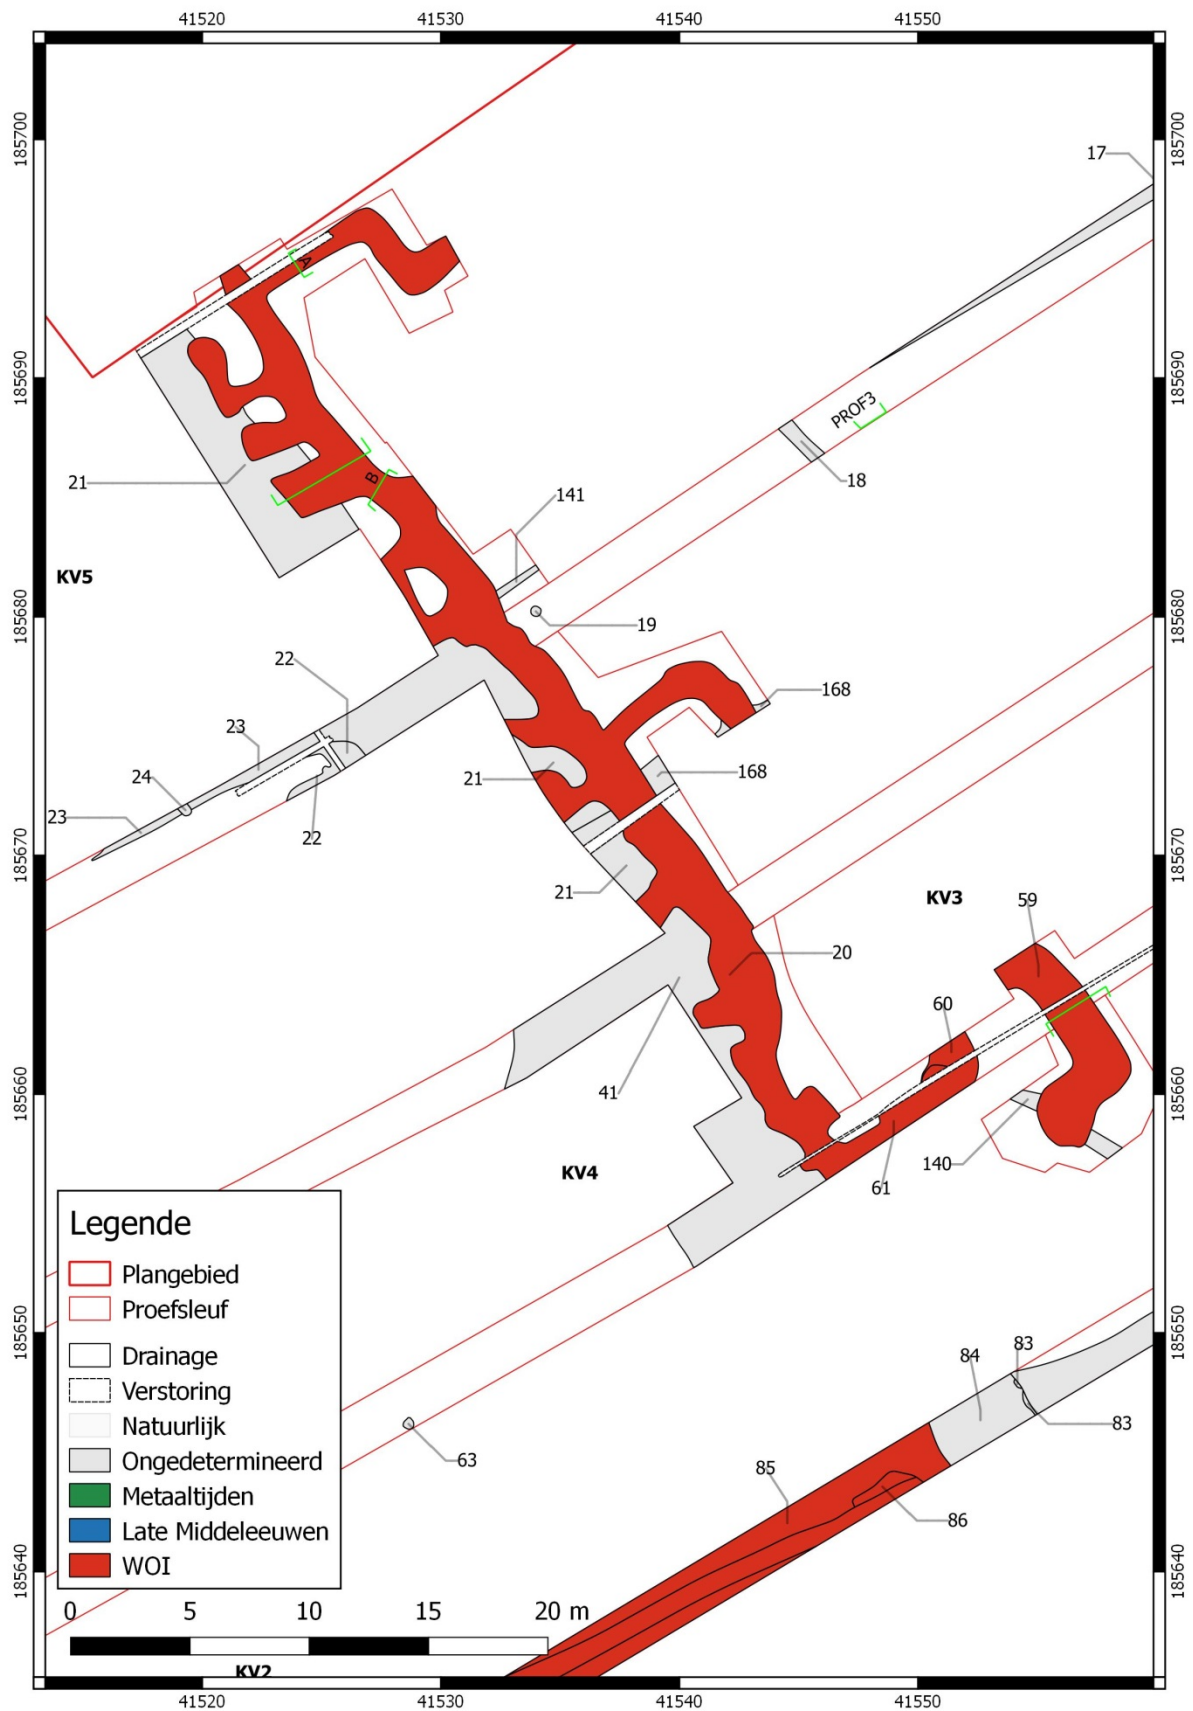 41520 41530 41540 41550
185700
185700
17
A
185690
185690
PROF3
18
21
B
141
KV5
185680
185680
19
22
168
23
24
21
168
23
22
185670
185670
21
KV3
59
20
60
41
185660
185660
KV4
140
61
Legende
Plangebied
Proefsleuf
Drainage
Verstoring
Natuurlijk
Ongedetermineerd
Metaaltijden
Late Middeleeuwen
WOI
185650
185650
84
83
83
63
85
86
185640
185640
0 5 10 15 20 m
KV2
41520 41530 41540 41550